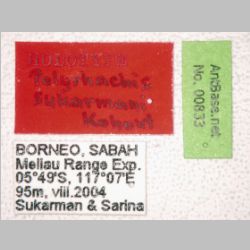 HOLOTYPE
Polyrhachis
sukarmani
Kohout
BORNEO, SABAH
Meliau Range Exp.
05°49'S, 117°07'E
95m, viii.2004
Sukarman & Sarina
AntBase.net
No. 00833